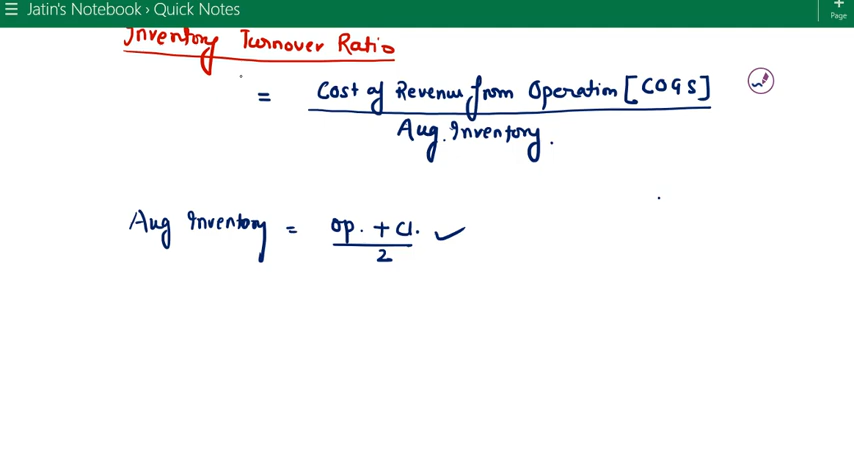 Jatin's Notebook › Quick Notes
Page
Inventory Turnover Ratio
= Cost of Revenue from Operation [COGS]
Avg. Inventory.
Avg Inventory = Op. + Cl.
2